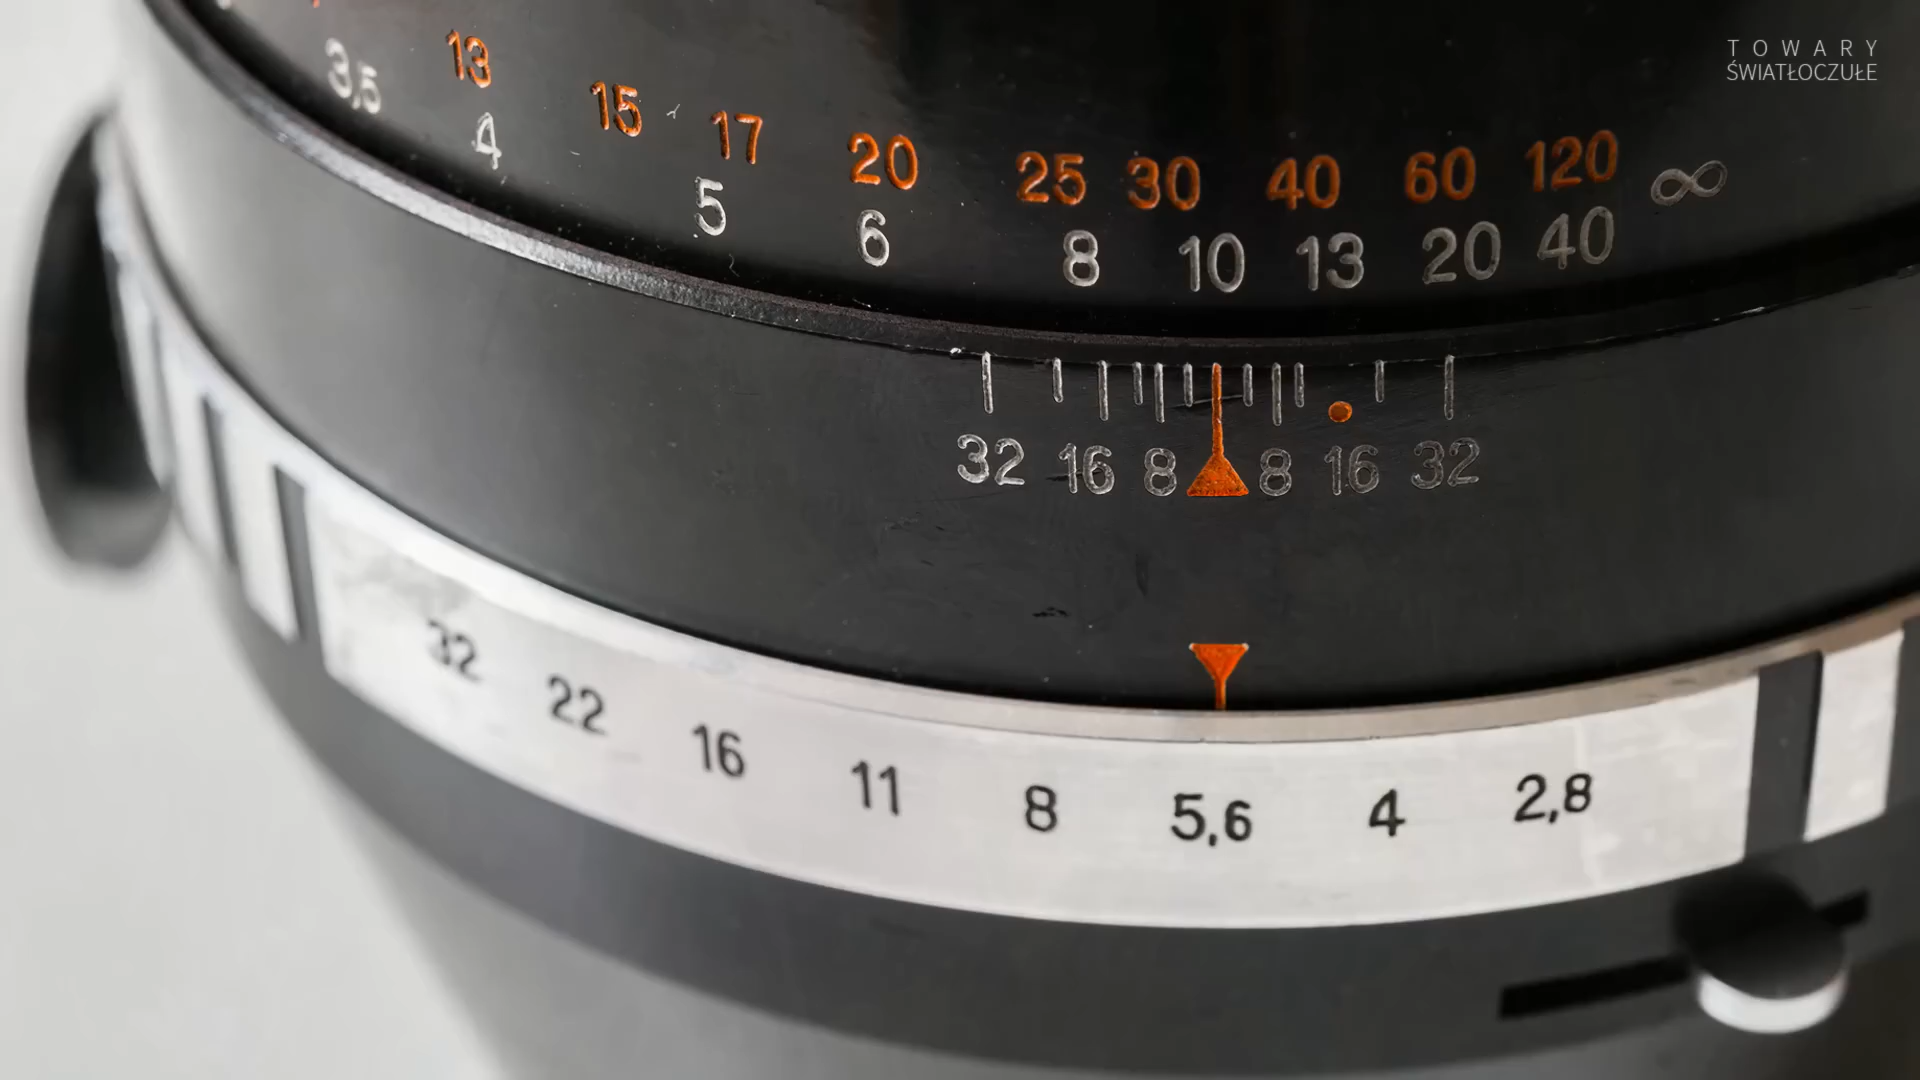 TOWARY
ŚWIATŁOCZUŁE
13 15 17 20 25 30 40 60 120 ∞
3,5 4 5 6 8 10 13 20 40
32 16 8 8 16 32
32 22 16 11 8 5,6 4 2,8